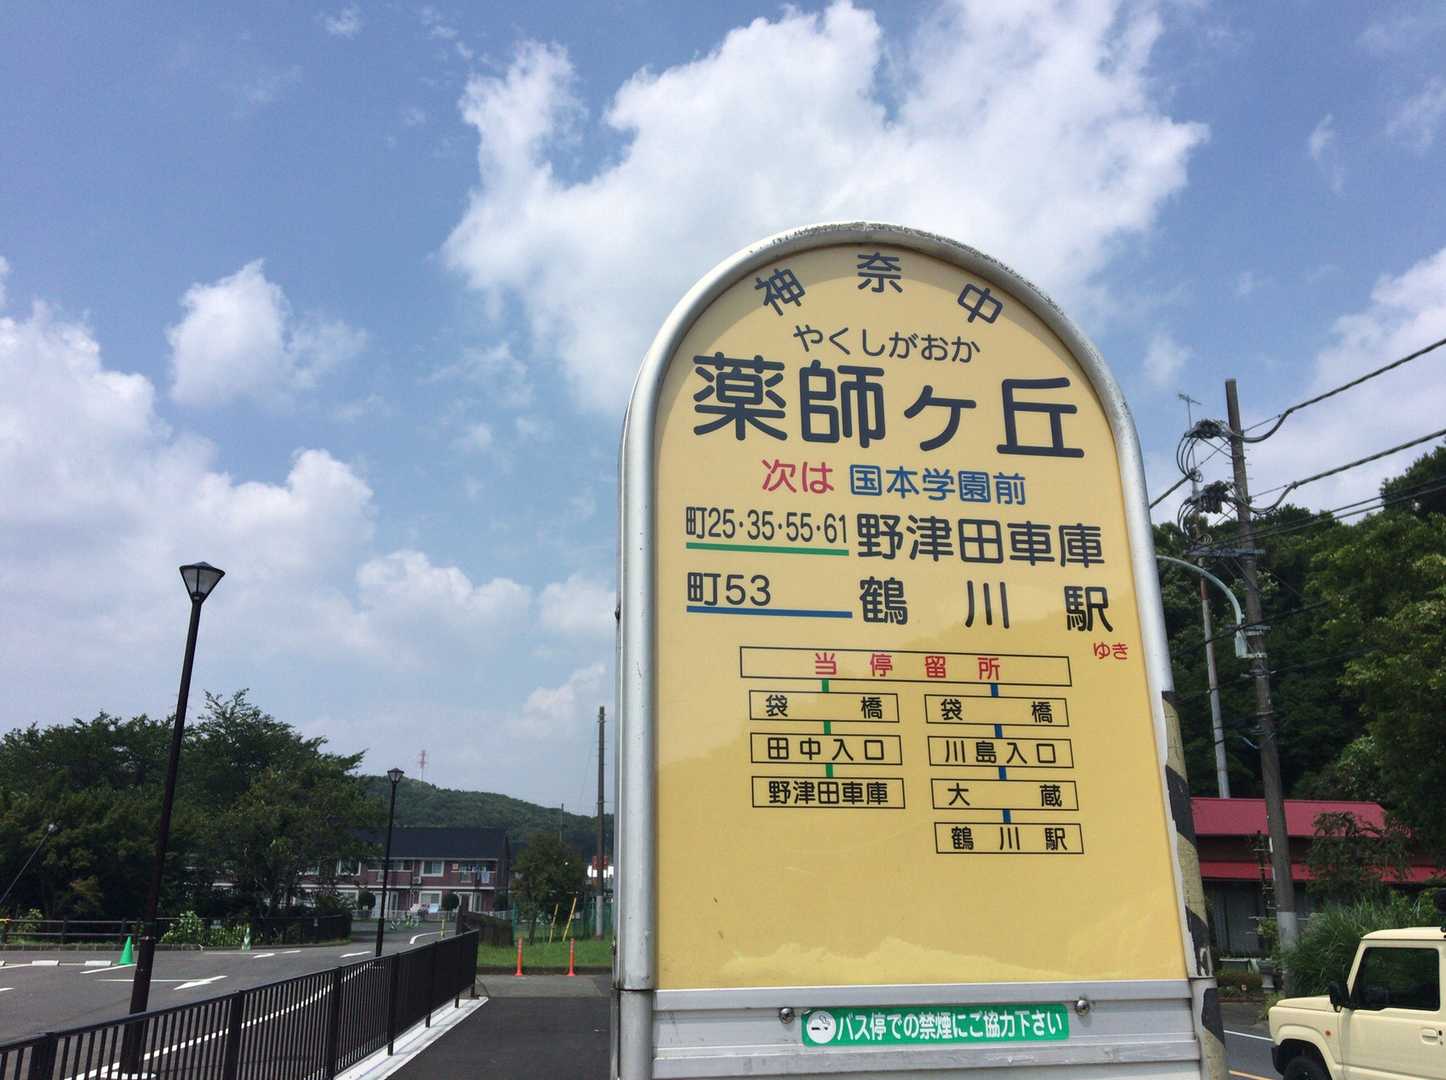 神奈中
やくしがおか
薬師ヶ丘
次は 国本学園前
町25・35・55・61 野津田車庫
町53 鶴川駅
ゆき
当停留所
袋橋 袋橋
田中入口 川島入口
野津田車庫 大蔵
鶴川駅
バス停での禁煙にご協力下さい